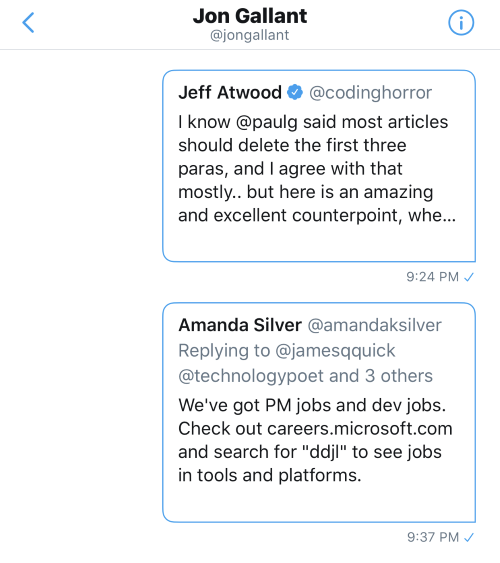 Jon Gallant
@jongallant
Jeff Atwood @codinghorror
I know @paulg said most articles
should delete the first three
paras, and I agree with that
mostly.. but here is an amazing
and excellent counterpoint, whe...
9:24 PM
Amanda Silver @amandaksilver
Replying to @jamesqquick
@technologypoet and 3 others
We've got PM jobs and dev jobs.
Check out careers.microsoft.com
and search for "ddjl" to see jobs
in tools and platforms.
9:37 PM